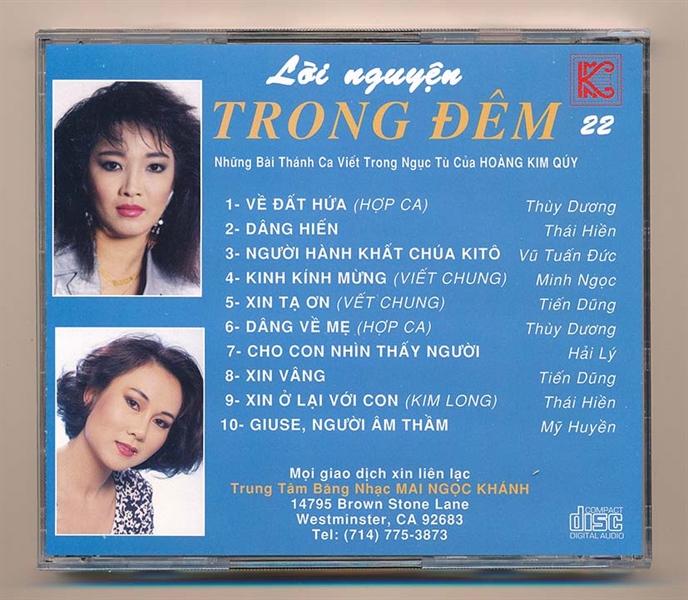 Lời nguyện
TRONG ĐÊM 22
Những Bài Thánh Ca Viết Trong Ngục Tù Của HOÀNG KIM QÚY
1- VỀ ĐẤT HỨA (HỢP CA) Thùy Dương
2- DÂNG HIẾN Thái Hiền
3- NGƯỜI HÀNH KHẤT CHÚA KITÔ Vũ Tuấn Đức
4- KINH KÍNH MỪNG (VIẾT CHUNG) Minh Ngọc
5- XIN TẠ ƠN (VẾT CHUNG) Tiến Dũng
6- DÂNG VỀ MẸ (HỢP CA) Thùy Dương
7- CHO CON NHÌN THẤY NGƯỜI Hải Lý
8- XIN VÂNG Tiến Dũng
9- XIN Ở LẠI VỚI CON (KIM LONG) Thái Hiền
10- GIUSE, NGƯỜI ÂM THẦM Mỹ Huyền
Mọi giao dịch xin liên lạc
Trung Tâm Băng Nhạc MAI NGỌC KHÁNH
14795 Brown Stone Lane
Westminster, CA 92683
Tel: (714) 775-3873
COMPACT
disc
DIGITAL AUDIO